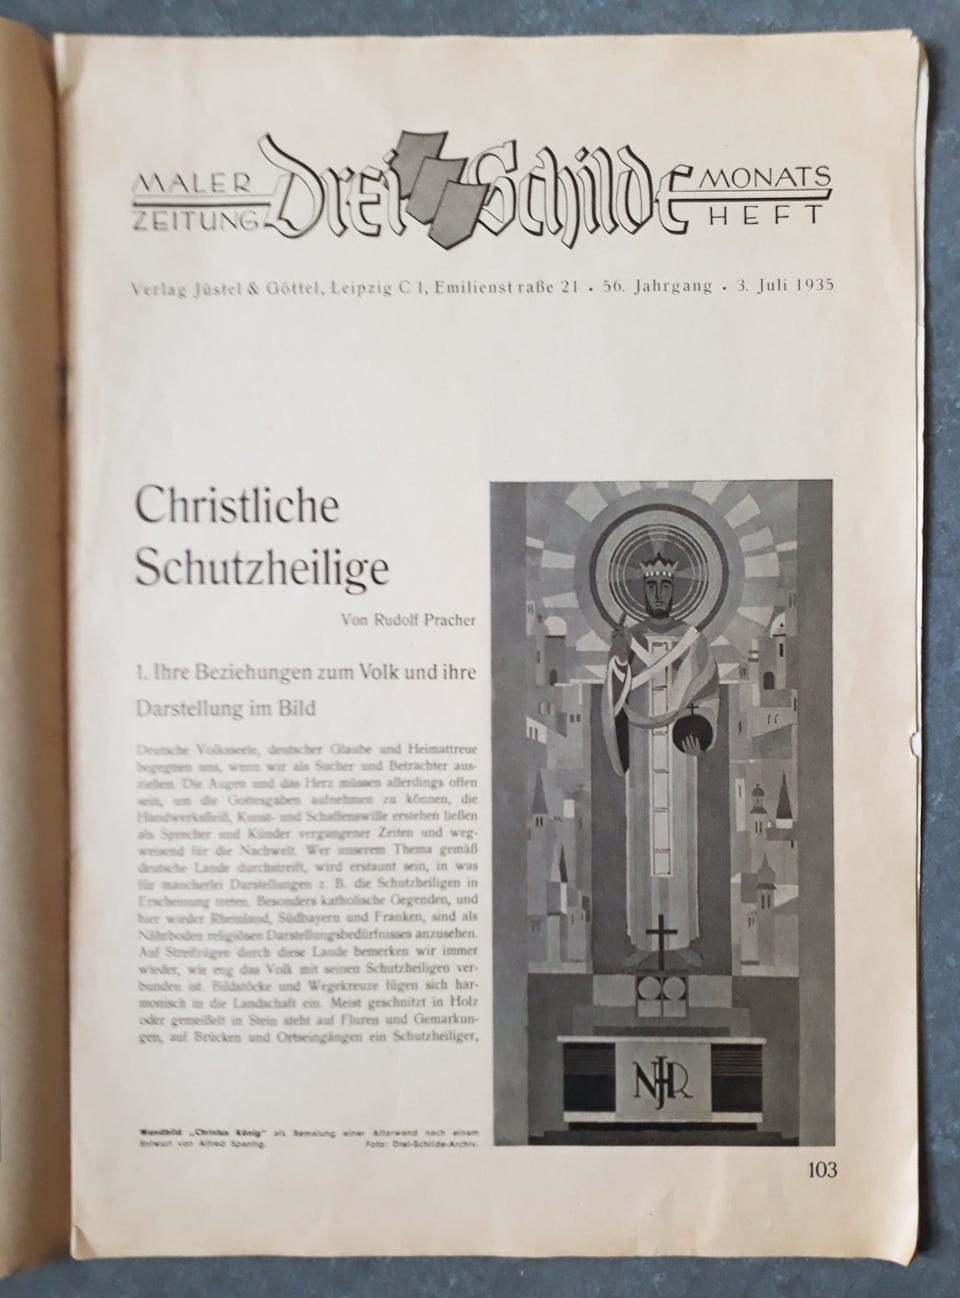 MALER
ZEITUNG
Drei Schilde
MONATS
HEFT
Verlag Jüstel & Göttel, Leipzig C 1, Emilienstraße 21 • 56. Jahrgang • 3. Juli 1935
Christliche
Schutzheilige
Von Rudolf Pracher
1. Ihre Beziehungen zum Volk und ihre
Darstellung im Bild
Deutsche Volksseele, deutscher Glaube und Heimattreue
begegnen uns, wenn wir als Sucher und Betrachter aus-
ziehen. Die Augen und das Herz müssen allerdings offen
sein, um die Gottesgaben aufnehmen zu können, die
Handwerksfleiß, Kunst- und Schaffenswille erstehen ließen
als Sprecher und Künder vergangener Zeiten und weg-
weisend für die Nachwelt. Wer unserem Thema gemäß
deutsche Lande durchstreift, wird erstaunt sein, in was
für mancherlei Darstellungen z. B. die Schutzheiligen in
Erscheinung treten. Besonders katholische Gegenden, und
hier wieder Rheinland, Südbayern und Franken, sind als
Nährboden religiösen Darstellungsbedürfnisses anzusehen.
Auf Streifzügen durch diese Lande bemerken wir immer
wieder, wie eng das Volk mit seinen Schutzheiligen ver-
bunden ist. Bildstöcke und Wegekreuze fügen sich har-
monisch in die Landschaft ein. Meist geschnitzt in Holz
oder gemeißelt in Stein steht auf Fluren und Gemarkun-
gen, auf Brücken und Ortseingängen ein Schutzheiliger,
Wandbild „Christus König" als Bemalung einer Altarwand nach einem
Entwurf von Alfred Spantig. Foto: Drei-Schilde-Archiv.
NJR
103